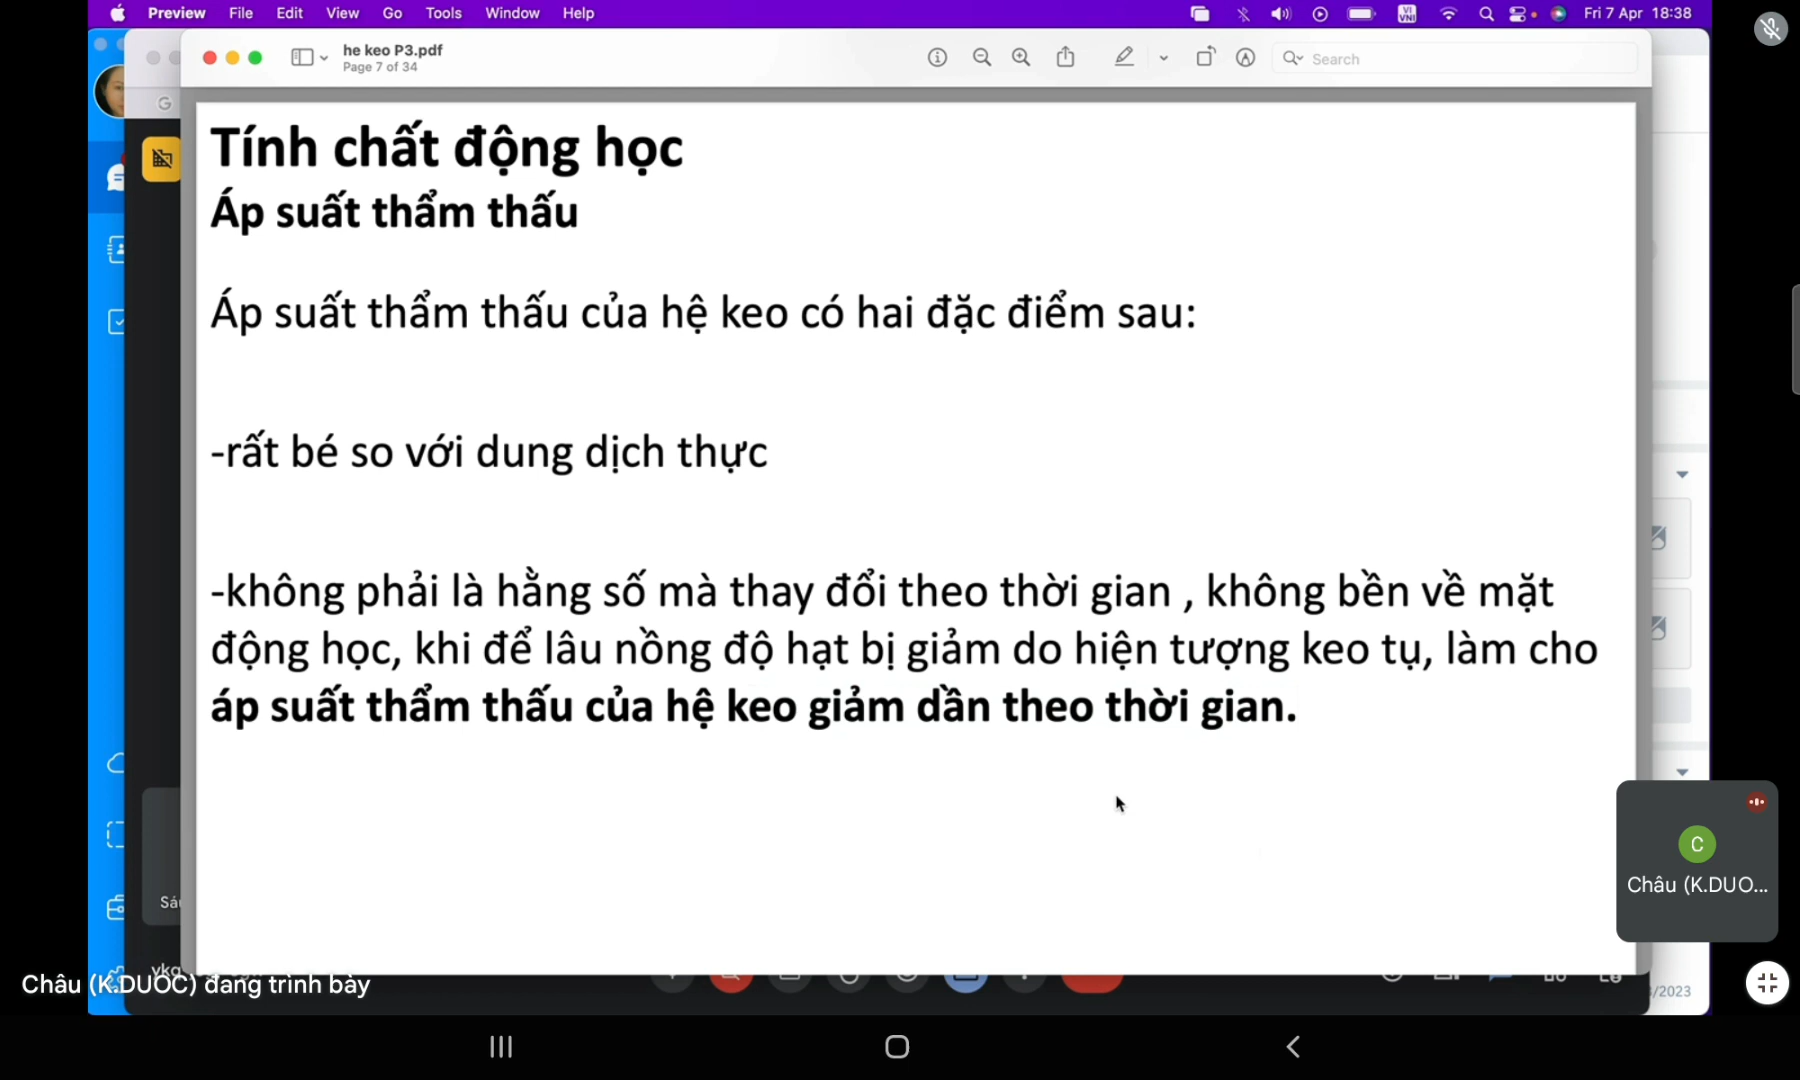 Preview File Edit View Go Tools Window Help
VI
VNI
Fri 7 Apr 18:38
he keo P3.pdf
Page 7 of 34
Search
G
Tính chất động học
Áp suất thẩm thấu
Áp suất thẩm thấu của hệ keo có hai đặc điểm sau:
-rất bé so với dung dịch thực
-không phải là hằng số mà thay đổi theo thời gian , không bền về mặt
động học, khi để lâu nồng độ hạt bị giảm do hiện tượng keo tụ, làm cho
áp suất thẩm thấu của hệ keo giảm dần theo thời gian.
C
Châu (K.DUO...
Châu (K.DUOC) đang trình bày
/2023